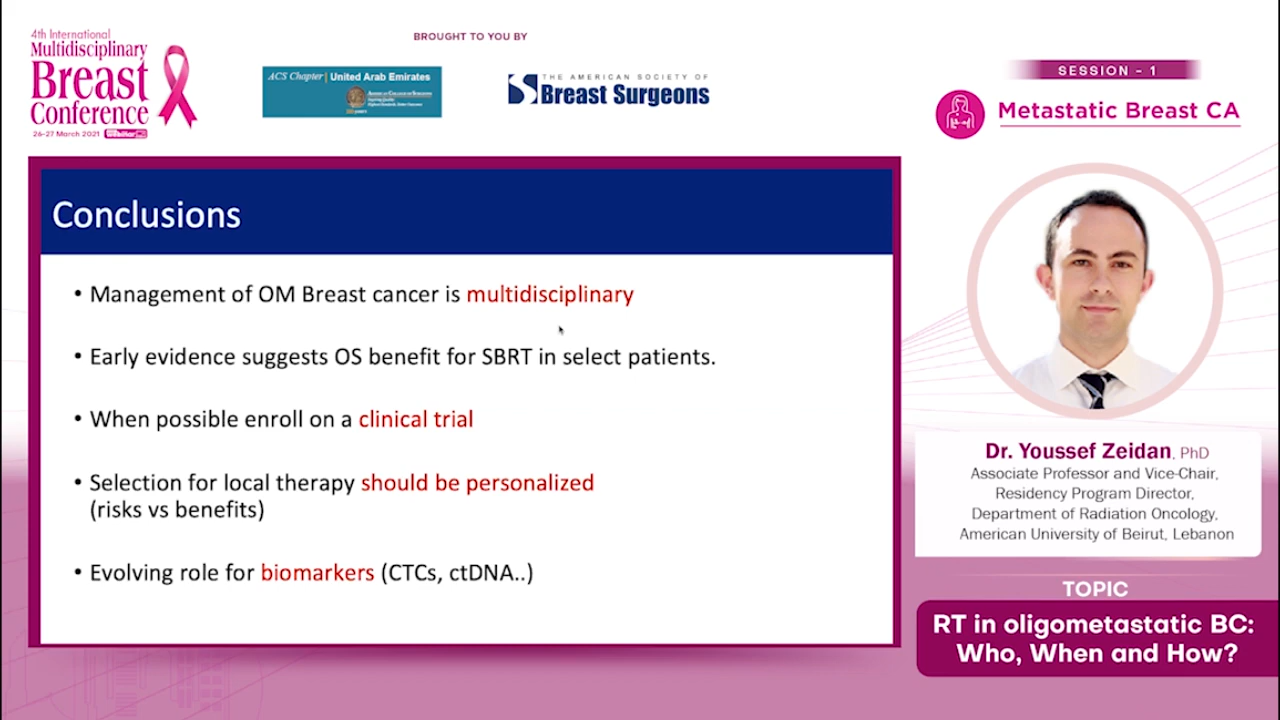 4th International
Multidisciplinary
Breast
Conference
26-27 March 2021
BROUGHT TO YOU BY
ACS Chapter | United Arab Emirates
AMERICAN COLLEGE OF SURGEONS
THE AMERICAN SOCIETY OF
Breast Surgeons
SESSION - 1
Metastatic Breast CA
Conclusions
• Management of OM Breast cancer is multidisciplinary
• Early evidence suggests OS benefit for SBRT in select patients.
• When possible enroll on a clinical trial
• Selection for local therapy should be personalized
(risks vs benefits)
• Evolving role for biomarkers (CTCs, ctDNA..)
Dr. Youssef Zeidan, PhD
Associate Professor and Vice-Chair,
Residency Program Director,
Department of Radiation Oncology,
American University of Beirut, Lebanon
TOPIC
RT in oligometastatic BC:
Who, When and How?